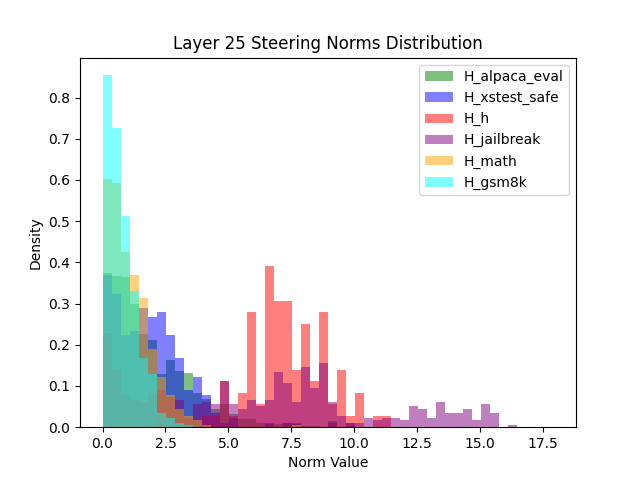 Layer 25 Steering Norms Distribution
H_alpaca_eval
H_xstest_safe
H_h
H_jailbreak
H_math
H_gsm8k
Density
0.8
0.7
0.6
0.5
0.4
0.3
0.2
0.1
0.0
0.0 2.5 5.0 7.5 10.0 12.5 15.0 17.5
Norm Value